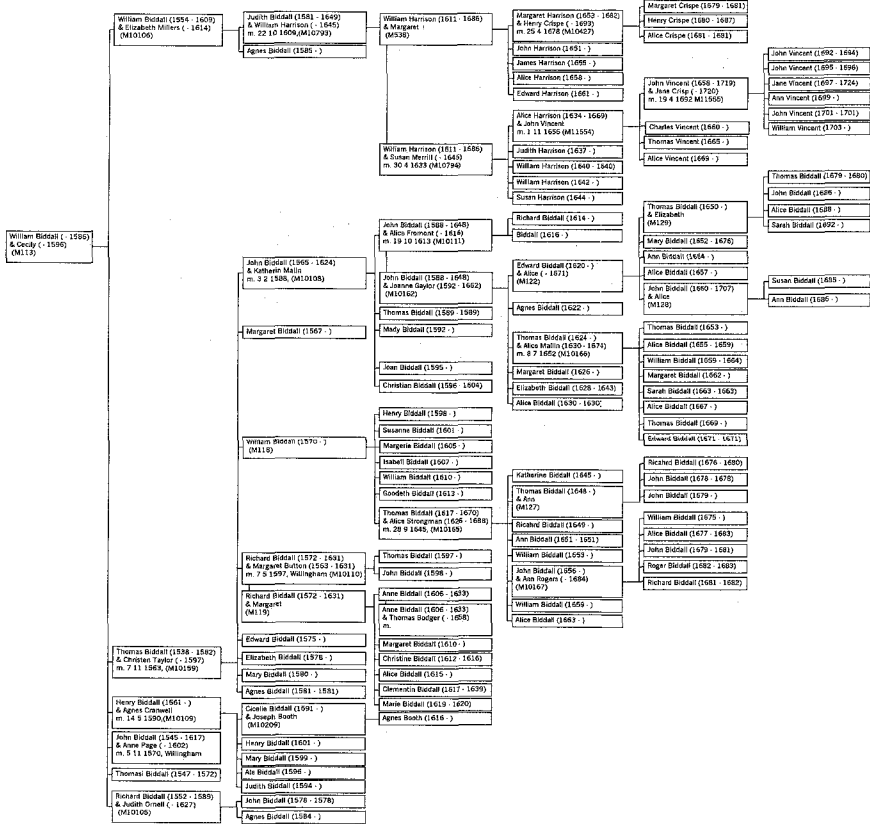 William Biddall ( - 1586)
& Cecily ( - 1596)
(M113)
William Biddall (1554 - 1609)
& Elizabeth Millers ( - 1614)
(M10106)
Thomas Biddall (1538 - 1582)
& Christen Taylor ( - 1597)
m. 7 11 1563, (M10159)
Henry Biddall (1561 - )
& Agnes Cranwell
m. 14 5 1590,(M10109)
John Biddall (1545 - 1617)
& Anne Page ( - 1602)
m. 5 11 1570, Willingham
Thomasi Biddall (1547 - 1572)
Richard Biddall (1552 - 1589)
& Judith Ornell ( - 1627)
(M10105)
Judith Biddall (1581 - 1649)
& William Harrison ( - 1645)
m. 22 10 1609,(M10793)
Agnes Biddall (1585 - )
John Biddall (1565 - 1624)
& Katherin Malin
m. 3 2 1586, (M10108)
Margaret Biddall (1567 - )
William Biddall (1570 - )
(M118)
Richard Biddall (1572 - 1631)
& Margaret Button (1563 - 1631)
m. 7 5 1597, Willingham (M10110)
Richard Biddall (1572 - 1631)
& Margaret
(M119)
Edward Biddall (1575 - )
Elizabeth Biddall (1578 - )
Mary Biddall (1580 - )
Agnes Biddall (1581 - 1581)
Cicelie Biddall (1591 - )
& Joseph Booth
(M10209)
Henry Biddall (1601 - )
Mary Biddall (1599 - )
Ale Biddall (1596 - )
Judith Biddall (1594 - )
John Biddall (1578 - 1578)
Agnes Biddall (1584 - )
William Harrison (1611 - 1686)
& Margaret
(M538)
William Harrison (1611 - 1686)
& Susan Merrill ( - 1645)
m. 30 4 1633 (M10794)
John Biddall (1588 - 1648)
& Alice Fromont ( - 1616)
m. 19 10 1613 (M10111)
John Biddall (1588 - 1648)
& Joanne Gaylor (1592 - 1662)
(M10162)
Thomas Biddall (1589 - 1589)
Mady Biddall (1592 - )
Joan Biddall (1595 - )
Christian Biddall (1596 - 1604)
Henry Biddall (1598 - )
Susanne Biddall (1601 - )
Margerie Biddall (1605 - )
Isabell Biddall (1607 - )
William Biddall (1610 - )
Goodeth Biddall (1613 - )
Thomas Biddall (1617 - 1670)
& Alice Strongman (1626 - 1688)
m. 28 9 1645, (M10165)
Thomas Biddall (1597 - )
John Biddall (1598 - )
Anne Biddall (1606 - 1633)
Anne Biddall (1606 - 1633)
& Thomas Bodger ( - 1658)
m.
Margaret Biddall (1610 - )
Christine Biddall (1612 - 1616)
Alice Biddall (1615 - )
Clementin Biddall (1617 - 1639)
Marie Biddall (1619 - 1620)
Agnes Booth (1616 - )
Margaret Harrison (1653 - 1682)
& Henry Crispe ( - 1693)
m. 25 4 1678 (M10427)
John Harrison (1651 - )
James Harrison (1655 - )
Alice Harrison (1658 - )
Edward Harrison (1661 - )
Alice Harrison (1634 - 1669)
& John Vincent
m. 1 11 1656 (M11554)
Judith Harrison (1637 - )
William Harrison (1640 - 1640)
William Harrison (1642 - )
Susan Harrison (1644 - )
Richard Biddall (1614 - )
Biddall (1616 - )
Edward Biddall (1620 - )
& Alice ( - 1671)
(M122)
Agnes Biddall (1622 - )
Thomas Biddall (1624 - )
& Alice Mallin (1630 - 1674)
m. 8 7 1652 (M10166)
Margaret Biddall (1626 - )
Elizabeth Biddall (1628 - 1643)
Alice Biddall (1630 - 1630)
Katherine Biddall (1645 - )
Thomas Biddall (1648 - )
& Ann
(M127)
Ricahrd Biddall (1649 - )
Ann Biddall (1651 - 1651)
William Biddall (1653 - )
John Biddall (1656 - )
& Ann Rogers ( - 1684)
(M10167)
William Biddall (1659 - )
Alice Biddall (1663 - )
Margaret Crispe (1679 - 1681)
Henry Crispe (1680 - 1687)
Alice Crispe (1681 - 1681)
John Vincent (1658 - 1719)
& Jane Crisp ( - 1720)
m. 19 4 1692 M11565)
Charles Vincent (1660 - )
Thomas Vincent (1665 - )
Alice Vincent (1669 - )
Thomas Biddall (1650 - )
& Elizabeth
(M129)
Mary Biddall (1652 - 1676)
Ann Biddall (1654 - )
Alice Biddall (1657 - )
John Biddall (1660 - 1707)
& Alice
(M128)
Thomas Biddall (1653 - )
Alice Biddall (1655 - 1659)
William Biddall (1659 - 1664)
Margaret Biddall (1662 - )
Sarah Biddall (1663 - 1663)
Alice Biddall (1667 - )
Thomas Biddall (1669 - )
Edward Biddall (1671 - 1671)
Ricahrd Biddall (1676 - 1680)
John Biddall (1678 - 1678)
John Biddall (1679 - )
William Biddall (1675 - )
Alice Biddall (1677 - 1683)
John Biddall (1679 - 1681)
Roger Biddall (1682 - 1683)
Richard Biddall (1681 - 1682)
John Vincent (1692 - 1694)
John Vincent (1695 - 1696)
Jane Vincent (1697 - 1724)
Ann Vincent (1699 - )
John Vincent (1701 - 1701)
William Vincent (1703 - )
Thomas Biddall (1679 - 1680)
John Biddall (1686 - )
Alice Biddall (1688 - )
Sarah Biddall (1692 - )
Susan Biddall (1685 - )
Ann Biddall (1686 - )